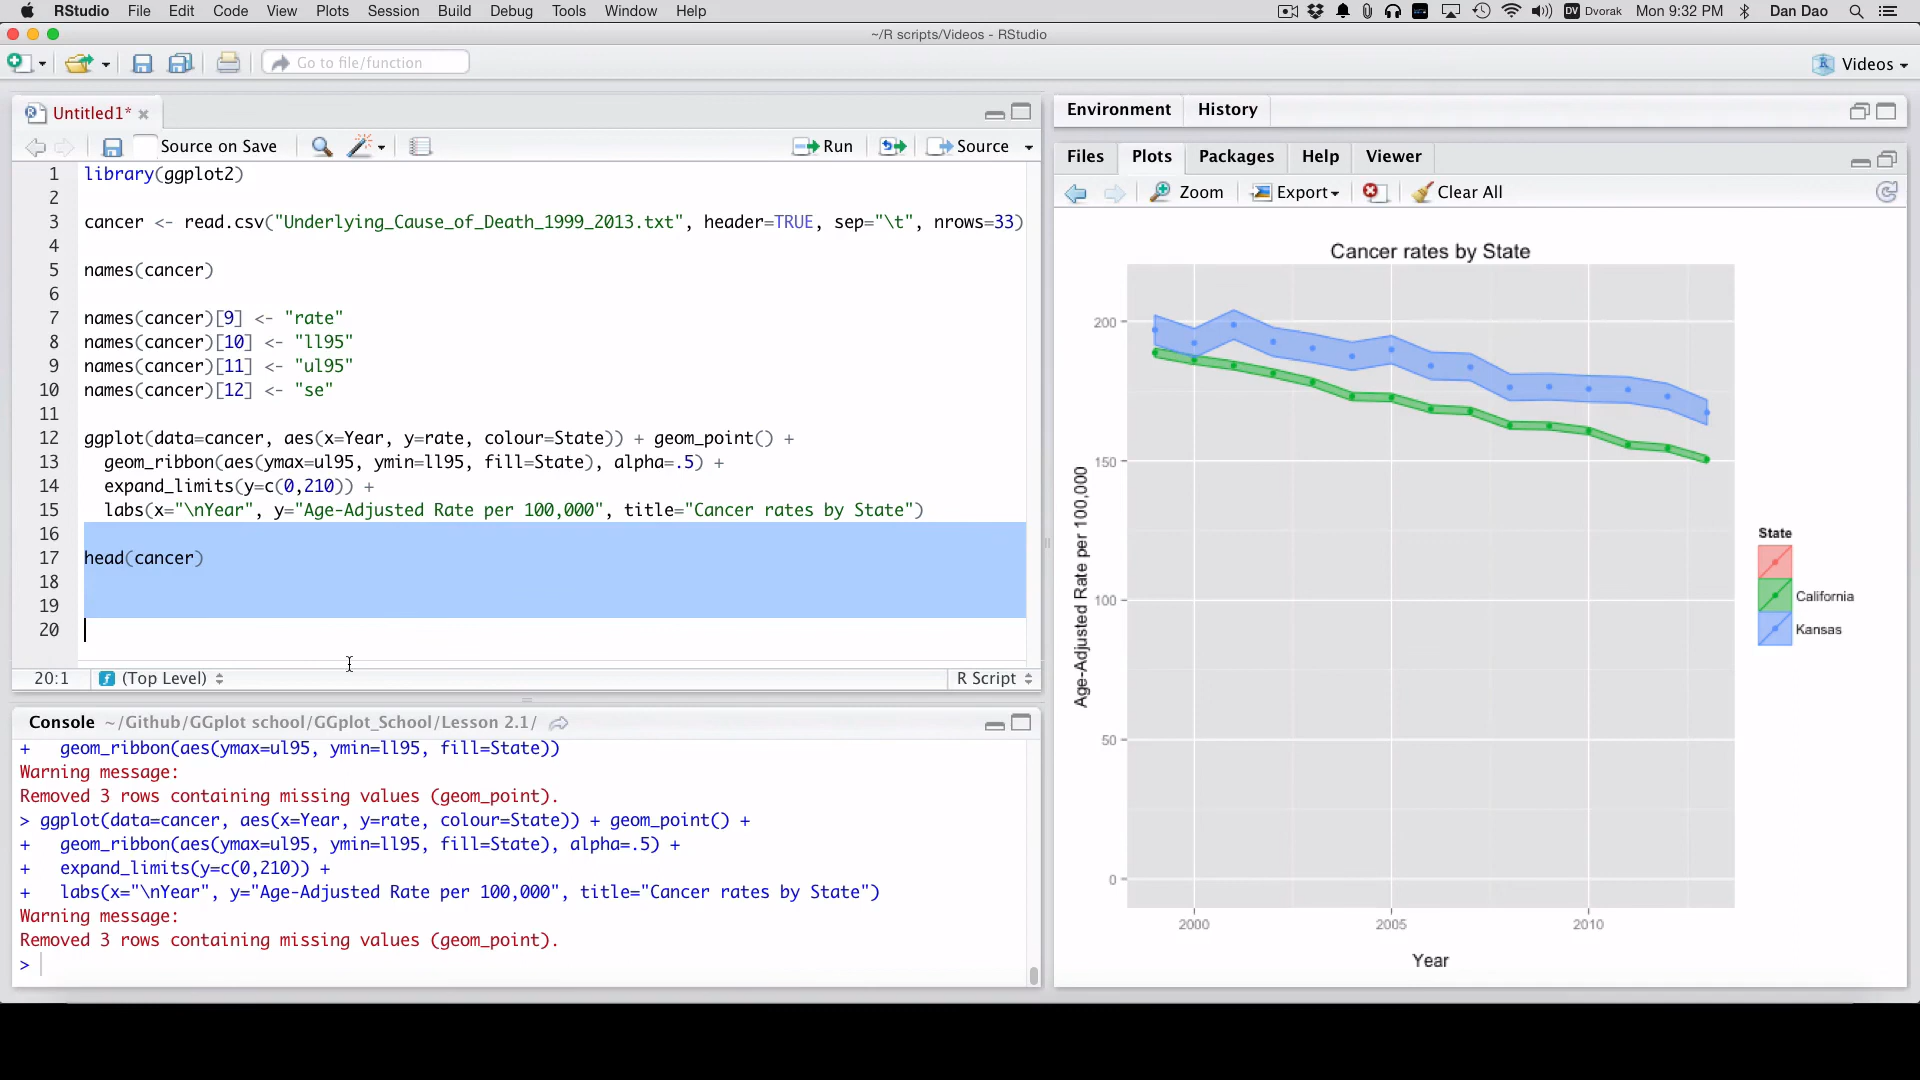 RStudio File Edit Code View Plots Session Build Debug Tools Window Help
DV Dvorak Mon 9:32 PM Dan Dao
~/R scripts/Videos - RStudio
Go to file/function
Videos
Untitled1*
Source on Save Run Source
1 library(ggplot2)
2
3 cancer <- read.csv("Underlying_Cause_of_Death_1999_2013.txt", header=TRUE, sep="\t", nrows=33)
4
5 names(cancer)
6
7 names(cancer)[9] <- "rate"
8 names(cancer)[10] <- "ll95"
9 names(cancer)[11] <- "ul95"
10 names(cancer)[12] <- "se"
11
12 ggplot(data=cancer, aes(x=Year, y=rate, colour=State)) + geom_point() +
13 geom_ribbon(aes(ymax=ul95, ymin=ll95, fill=State), alpha=.5) +
14 expand_limits(y=c(0,210)) +
15 labs(x="\nYear", y="Age-Adjusted Rate per 100,000", title="Cancer rates by State")
16
17 head(cancer)
18
19
20
20:1 (Top Level) R Script
Console ~/Github/GGplot school/GGplot_School/Lesson 2.1/
+ geom_ribbon(aes(ymax=ul95, ymin=ll95, fill=State))
Warning message:
Removed 3 rows containing missing values (geom_point).
> ggplot(data=cancer, aes(x=Year, y=rate, colour=State)) + geom_point() +
+ geom_ribbon(aes(ymax=ul95, ymin=ll95, fill=State), alpha=.5) +
+ expand_limits(y=c(0,210)) +
+ labs(x="\nYear", y="Age-Adjusted Rate per 100,000", title="Cancer rates by State")
Warning message:
Removed 3 rows containing missing values (geom_point).
>
Environment History
Files Plots Packages Help Viewer
Zoom Export Clear All
Cancer rates by State
Age-Adjusted Rate per 100,000
200
150
100
50
0
2000 2005 2010
Year
State
California
Kansas